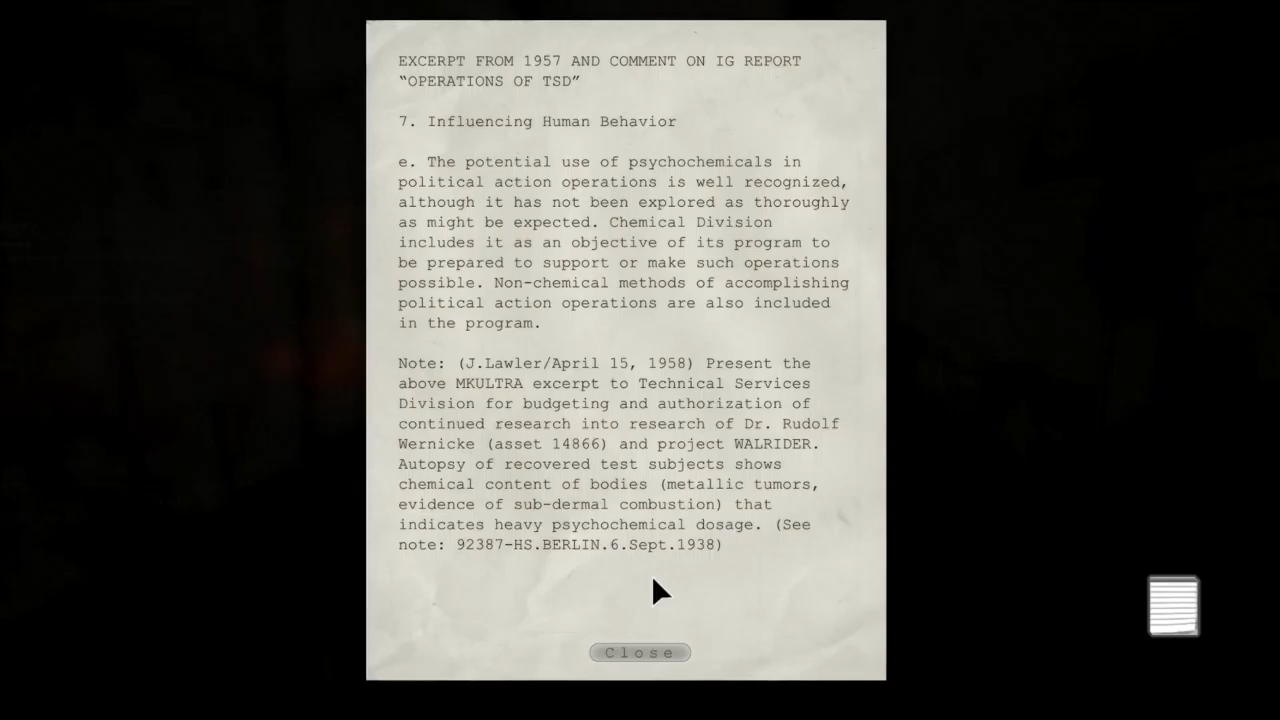 EXCERPT FROM 1957 AND COMMENT ON IG REPORT
“OPERATIONS OF TSD”
7. Influencing Human Behavior
e. The potential use of psychochemicals in
political action operations is well recognized,
although it has not been explored as thoroughly
as might be expected. Chemical Division
includes it as an objective of its program to
be prepared to support or make such operations
possible. Non-chemical methods of accomplishing
political action operations are also included
in the program.
Note: (J.Lawler/April 15, 1958) Present the
above MKULTRA excerpt to Technical Services
Division for budgeting and authorization of
continued research into research of Dr. Rudolf
Wernicke (asset 14866) and project WALRIDER.
Autopsy of recovered test subjects shows
chemical content of bodies (metallic tumors,
evidence of sub-dermal combustion) that
indicates heavy psychochemical dosage. (See
note: 92387-HS.BERLIN.6.Sept.1938)
Close